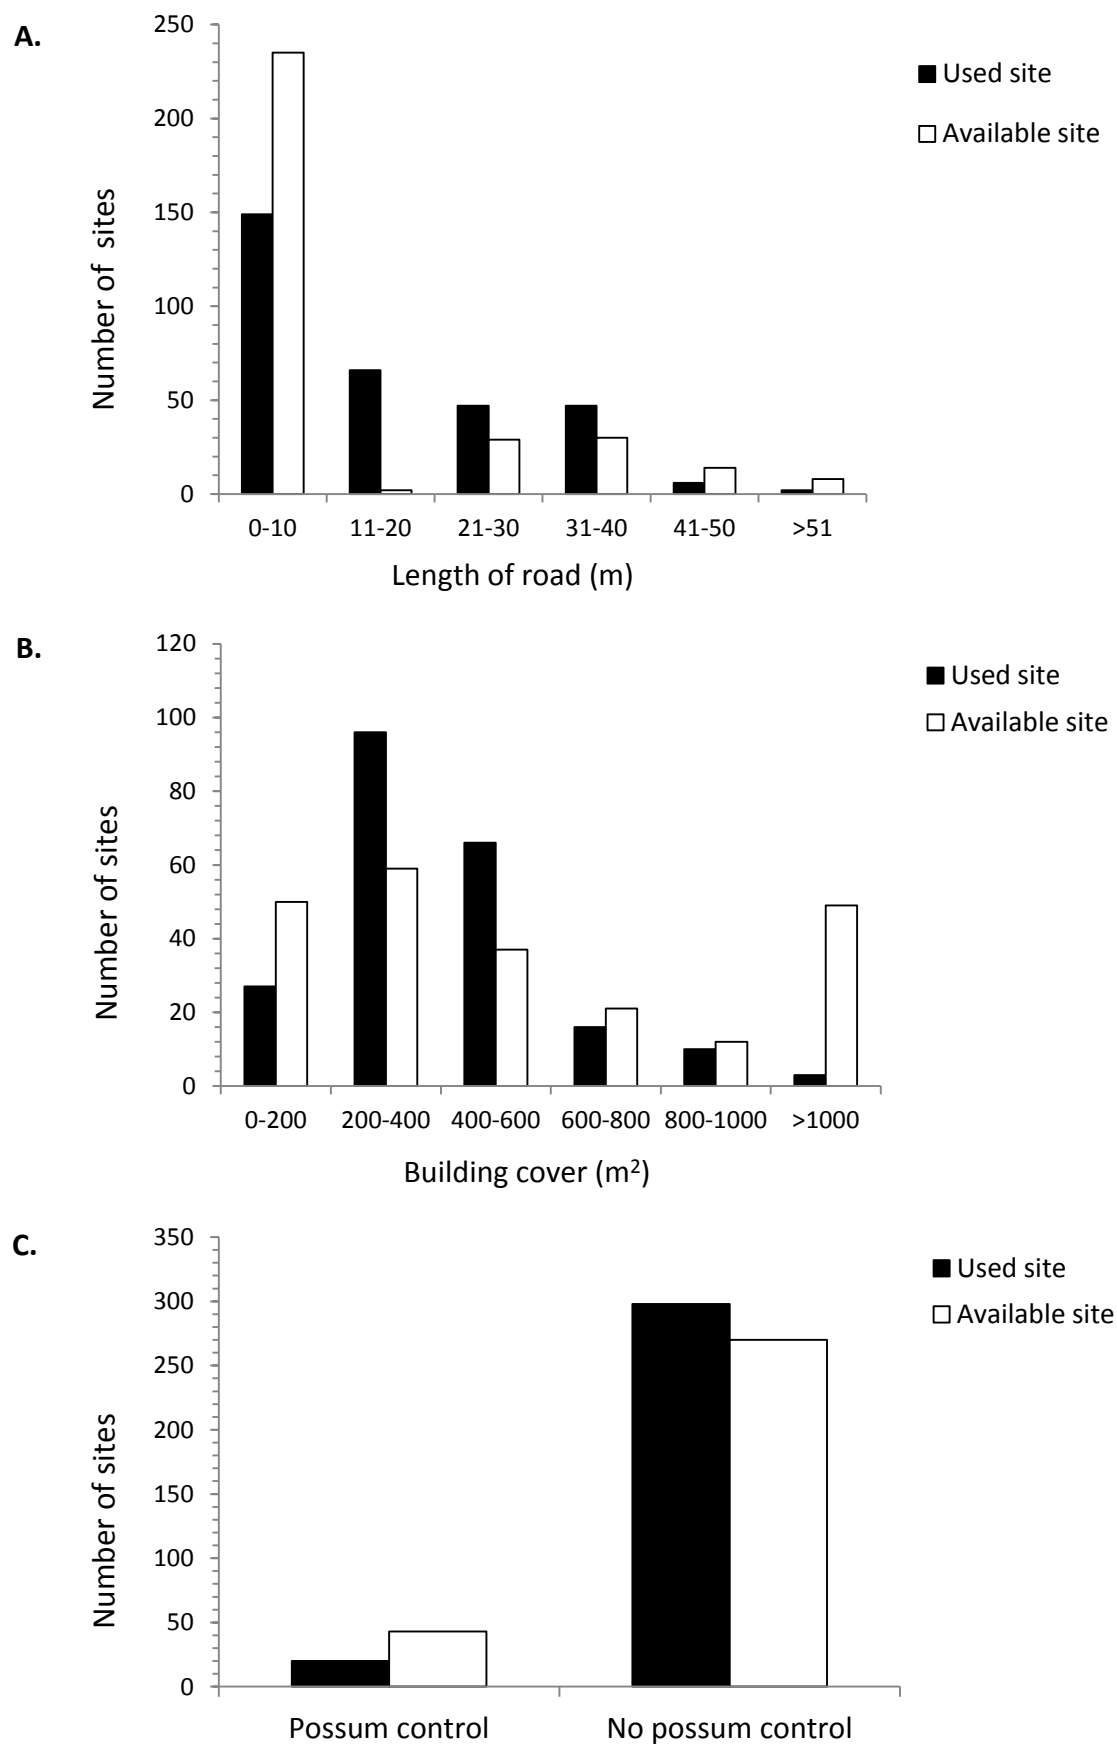 A.
250
200
150
100
50
0
Number of  sites
0-10 11-20 21-30 31-40 41-50 >51
Length of road (m)
Used site
Available site
B.
120
100
80
60
40
20
0
Number of sites
0-200 200-400 400-600 600-800 800-1000 >1000
Building cover (m²)
Used site
Available site
C.
350
300
250
200
150
100
50
0
Number of sites
Possum control No possum control
Used site
Available site